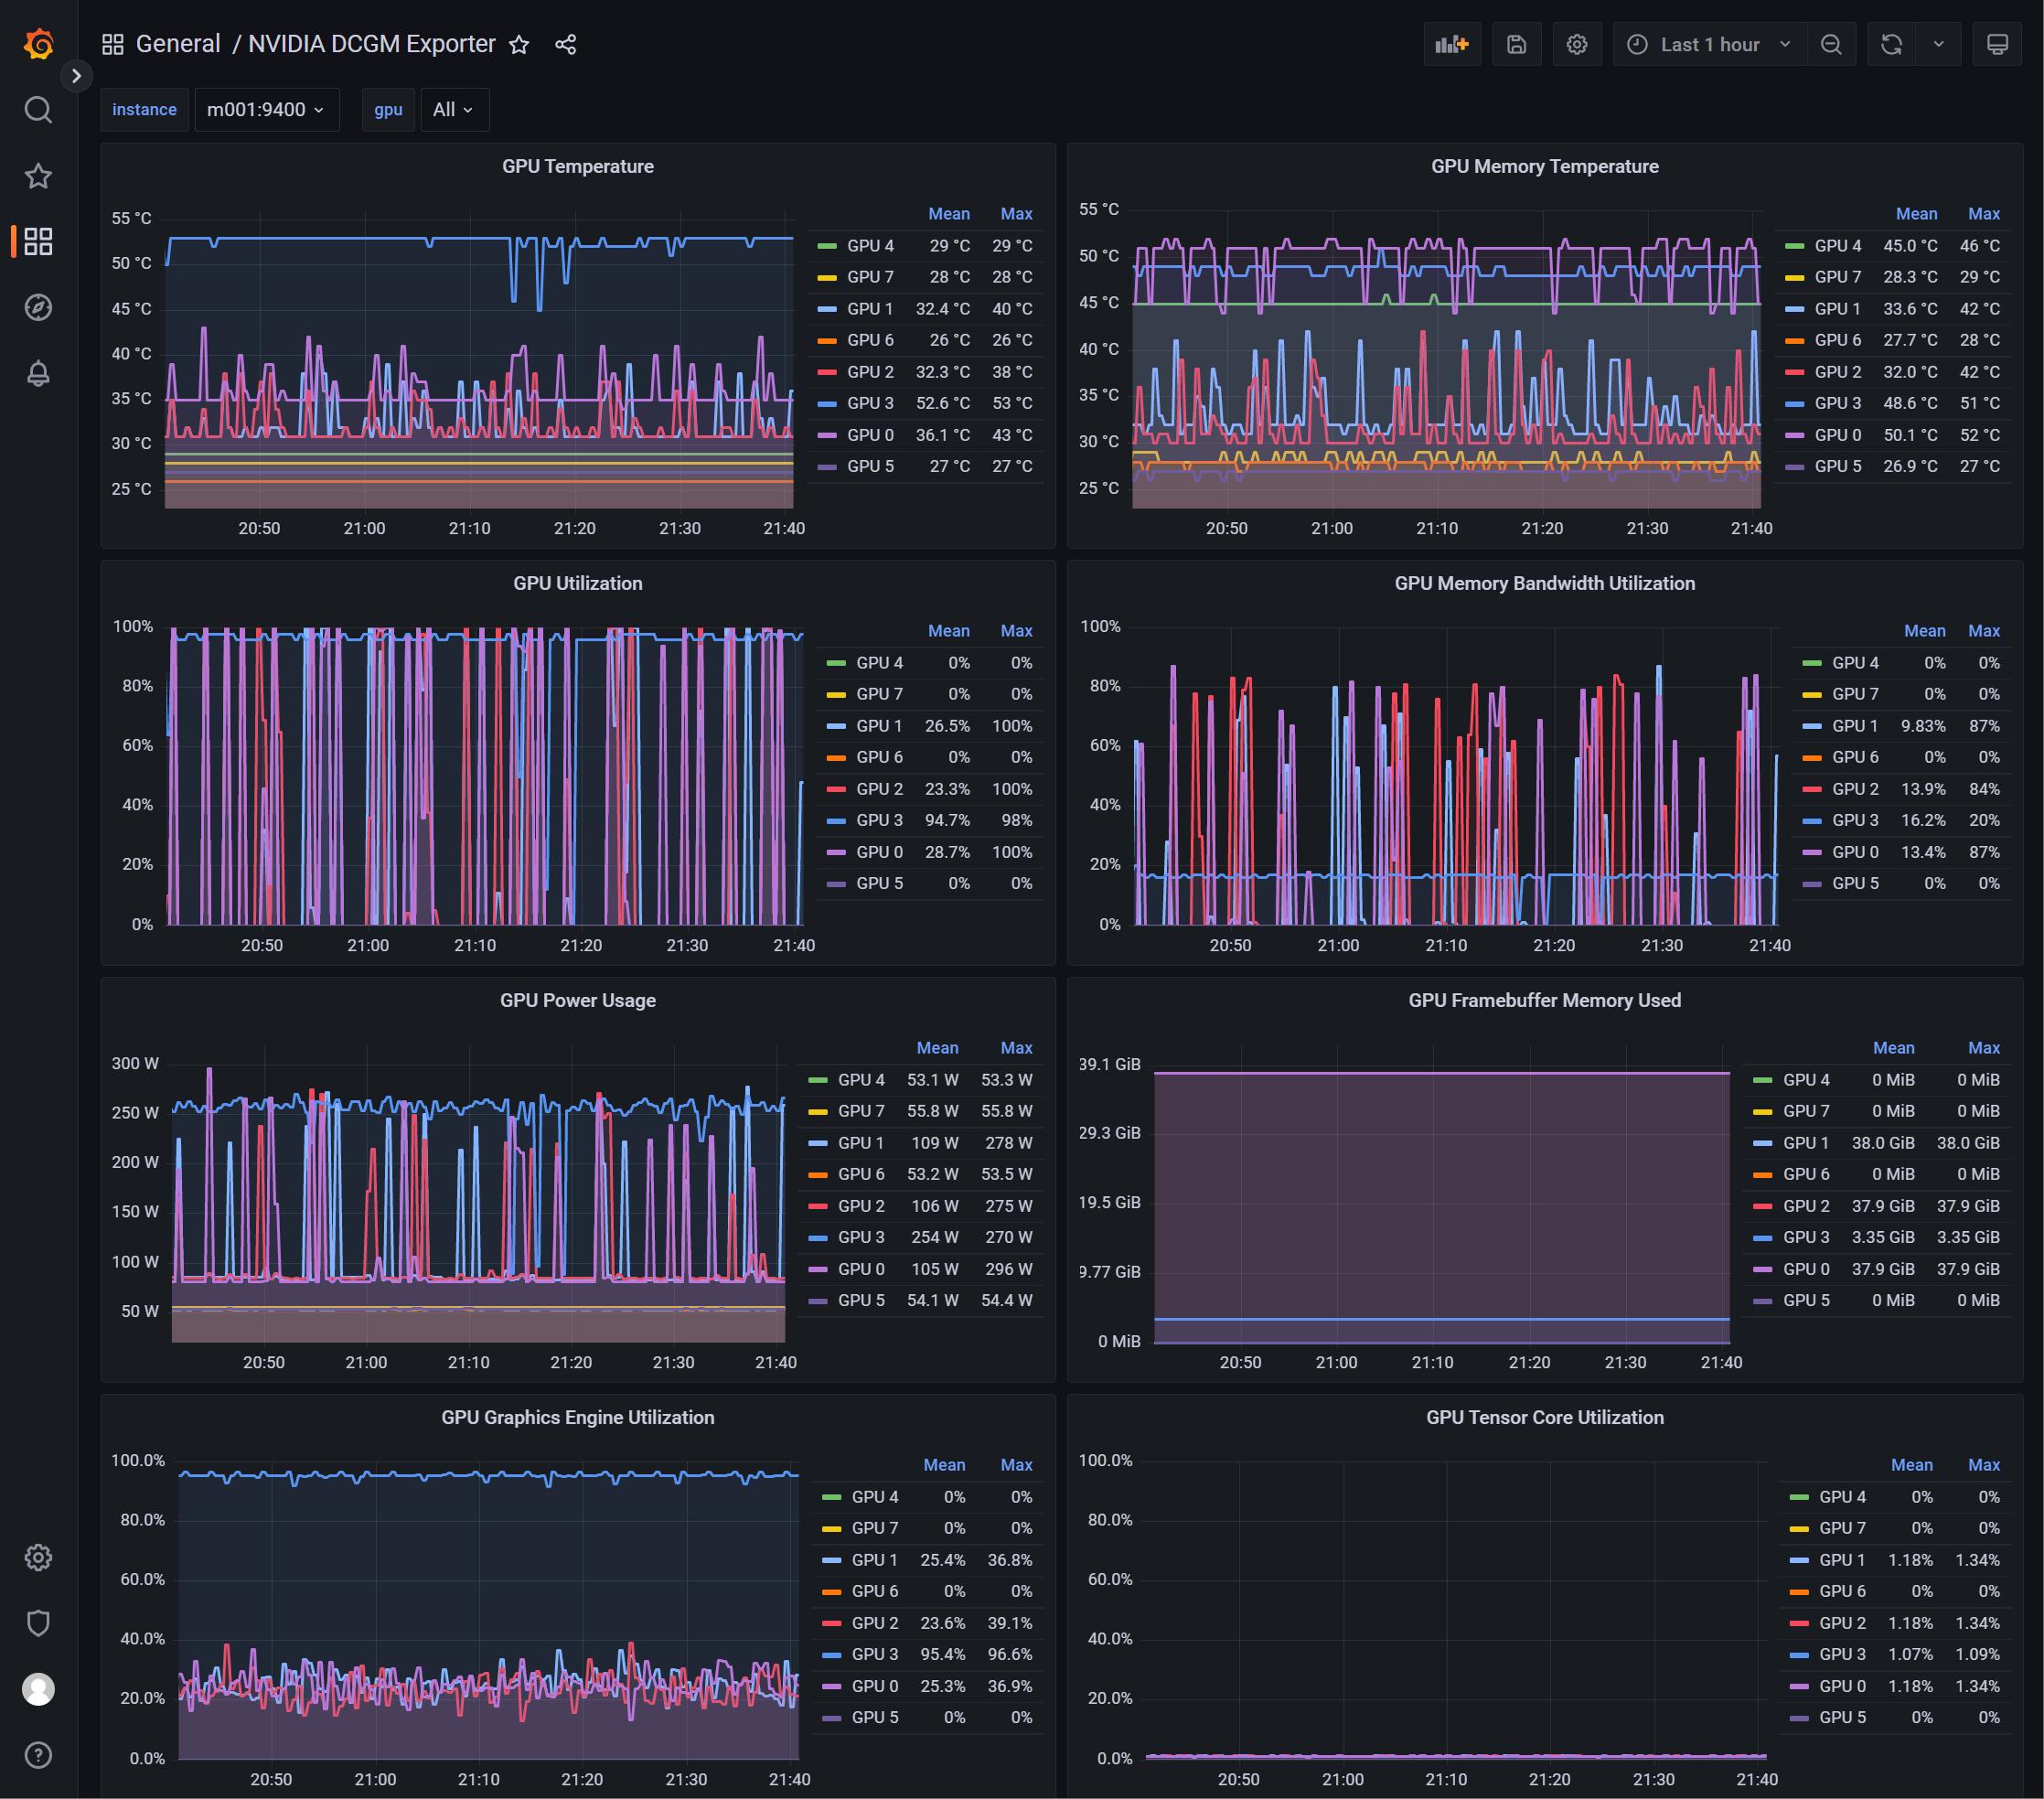 General / NVIDIA DCGM Exporter
Last 1 hour
instance m001:9400 gpu All
GPU Temperature
55 °C
50 °C
45 °C
40 °C
35 °C
30 °C
25 °C
20:50 21:00 21:10 21:20 21:30 21:40
Mean Max
GPU 4 29 °C 29 °C
GPU 7 28 °C 28 °C
GPU 1 32.4 °C 40 °C
GPU 6 26 °C 26 °C
GPU 2 32.3 °C 38 °C
GPU 3 52.6 °C 53 °C
GPU 0 36.1 °C 43 °C
GPU 5 27 °C 27 °C
GPU Memory Temperature
55 °C
50 °C
45 °C
40 °C
35 °C
30 °C
25 °C
20:50 21:00 21:10 21:20 21:30 21:40
Mean Max
GPU 4 45.0 °C 46 °C
GPU 7 28.3 °C 29 °C
GPU 1 33.6 °C 42 °C
GPU 6 27.7 °C 28 °C
GPU 2 32.0 °C 42 °C
GPU 3 48.6 °C 51 °C
GPU 0 50.1 °C 52 °C
GPU 5 26.9 °C 27 °C
GPU Utilization
100%
80%
60%
40%
20%
0%
20:50 21:00 21:10 21:20 21:30 21:40
Mean Max
GPU 4 0% 0%
GPU 7 0% 0%
GPU 1 26.5% 100%
GPU 6 0% 0%
GPU 2 23.3% 100%
GPU 3 94.7% 98%
GPU 0 28.7% 100%
GPU 5 0% 0%
GPU Memory Bandwidth Utilization
100%
80%
60%
40%
20%
0%
20:50 21:00 21:10 21:20 21:30 21:40
Mean Max
GPU 4 0% 0%
GPU 7 0% 0%
GPU 1 9.83% 87%
GPU 6 0% 0%
GPU 2 13.9% 84%
GPU 3 16.2% 20%
GPU 0 13.4% 87%
GPU 5 0% 0%
GPU Power Usage
300 W
250 W
200 W
150 W
100 W
50 W
20:50 21:00 21:10 21:20 21:30 21:40
Mean Max
GPU 4 53.1 W 53.3 W
GPU 7 55.8 W 55.8 W
GPU 1 109 W 278 W
GPU 6 53.2 W 53.5 W
GPU 2 106 W 275 W
GPU 3 254 W 270 W
GPU 0 105 W 296 W
GPU 5 54.1 W 54.4 W
GPU Framebuffer Memory Used
39.1 GiB
29.3 GiB
19.5 GiB
9.77 GiB
0 MiB
20:50 21:00 21:10 21:20 21:30 21:40
Mean Max
GPU 4 0 MiB 0 MiB
GPU 7 0 MiB 0 MiB
GPU 1 38.0 GiB 38.0 GiB
GPU 6 0 MiB 0 MiB
GPU 2 37.9 GiB 37.9 GiB
GPU 3 3.35 GiB 3.35 GiB
GPU 0 37.9 GiB 37.9 GiB
GPU 5 0 MiB 0 MiB
GPU Graphics Engine Utilization
100.0%
80.0%
60.0%
40.0%
20.0%
0.0%
20:50 21:00 21:10 21:20 21:30 21:40
Mean Max
GPU 4 0% 0%
GPU 7 0% 0%
GPU 1 25.4% 36.8%
GPU 6 0% 0%
GPU 2 23.6% 39.1%
GPU 3 95.4% 96.6%
GPU 0 25.3% 36.9%
GPU 5 0% 0%
GPU Tensor Core Utilization
100.0%
80.0%
60.0%
40.0%
20.0%
0.0%
20:50 21:00 21:10 21:20 21:30 21:40
Mean Max
GPU 4 0% 0%
GPU 7 0% 0%
GPU 1 1.18% 1.34%
GPU 6 0% 0%
GPU 2 1.18% 1.34%
GPU 3 1.07% 1.09%
GPU 0 1.18% 1.34%
GPU 5 0% 0%